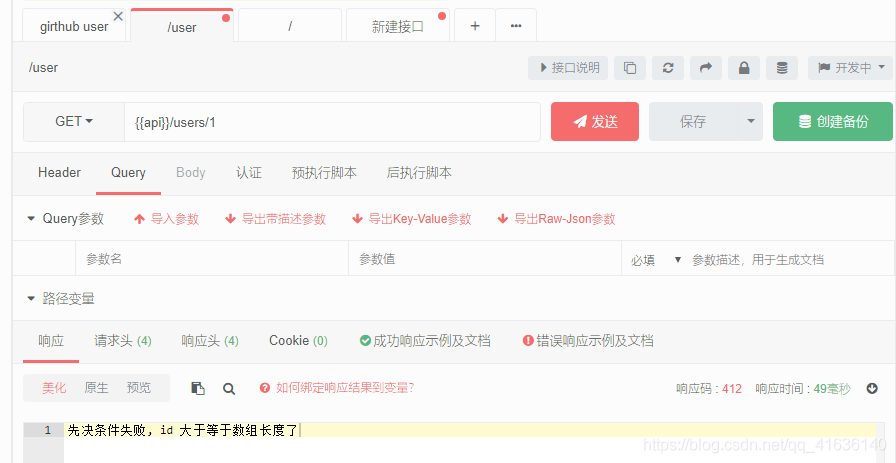 girthub user /user / 新建接口
/user 接口说明 开发中
GET {{api}}/users/1 发送 保存 创建备份
Header Query Body 认证 预执行脚本 后执行脚本
Query参数 导入参数 导出带描述参数 导出Key-Value参数 导出Raw-Json参数
参数名 参数值 必填 参数描述，用于生成文档
路径变量
响应 请求头 (4) 响应头 (4) Cookie (0) 成功响应示例及文档 错误响应示例及文档
美化 原生 预览 如何绑定响应结果到变量? 响应码 : 412 响应时间 : 49毫秒
1 先决条件失败，id 大于等于数组长度了
https://blog.csdn.net/qq_41636140